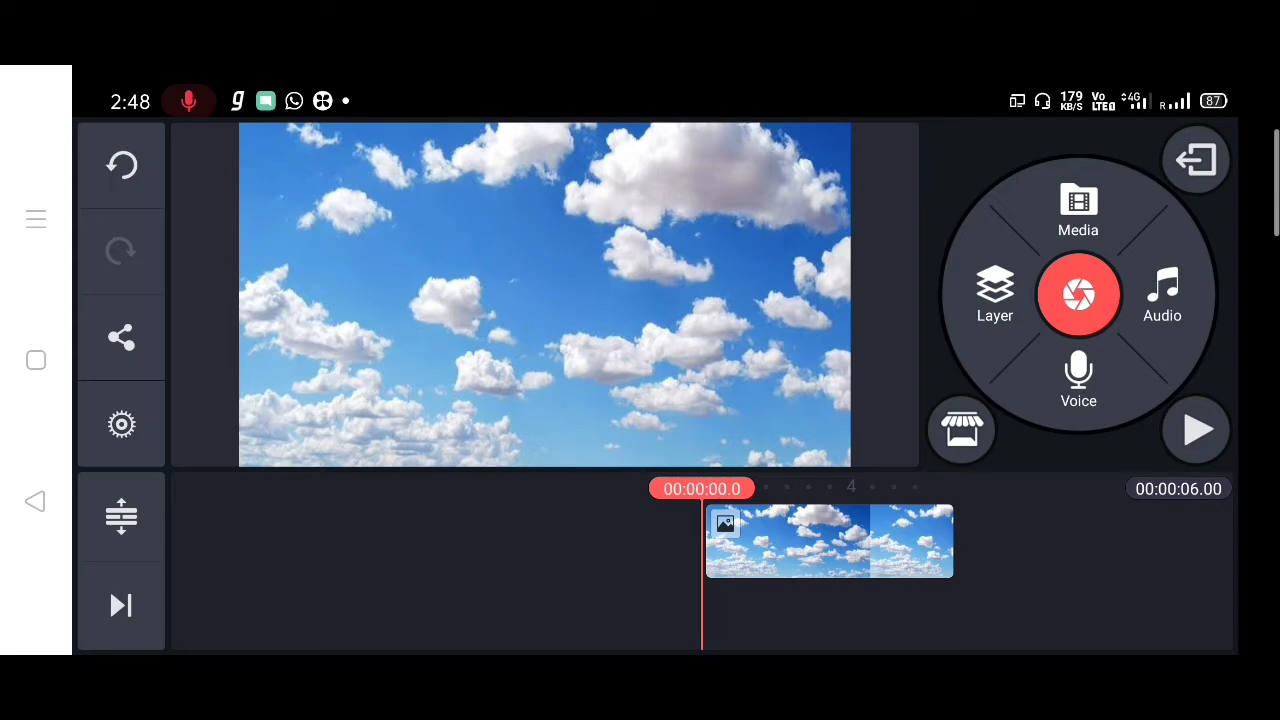 2:48
g
179
KB/S
Vo
LTE
4G
R
87
Media
Layer
Audio
Voice
00:00:00.0
4
00:00:06.00